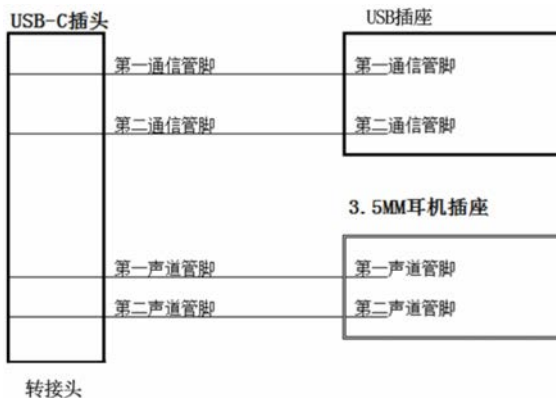 USB-C插头
USB插座
第一通信管脚
第一通信管脚
第二通信管脚
第二通信管脚
3.5MM耳机插座
第一声道管脚
第一声道管脚
第二声道管脚
第二声道管脚
转接头